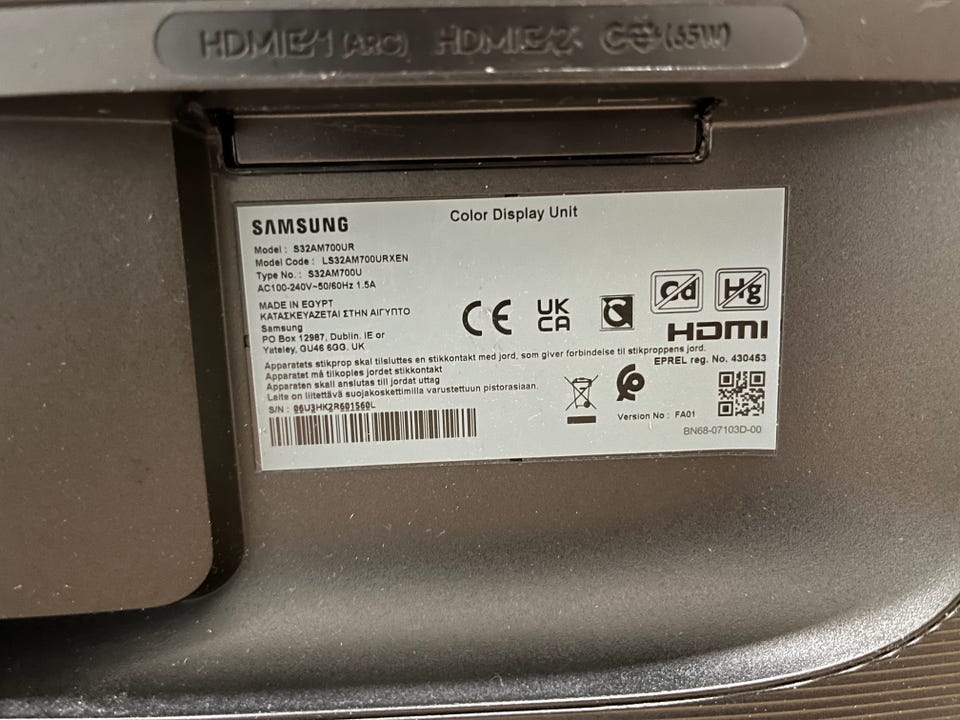 HDMI 1 (ARC) HDMI 2 (65W)
SAMSUNG
Color Display Unit
Model : S32AM700UR
Model Code : LS32AM700URXEN
Type No. : S32AM700U
AC100-240V~50/60Hz 1.5A
MADE IN EGYPT
ΚΑΤΑΣΚΕΥΑΖΕΤΑΙ ΣΤΗΝ ΑΙΓΥΠΤΟ
Samsung
PO Box 12987, Dublin. IE or
Yateley, GU46 6GG. UK
CE
UK
CA
Cd
Hg
HDMI
Apparatets stikprop skal tilsluttes en stikkontakt med jord, som giver forbindelse til stikproppens jord.
Apparatet må tilkoples jordet stikkontakt
Apparaten skall anslutas till jordat uttag
Laite on liitettävä suojakoskettimilla varustettuun pistorasiaan.
EPREL reg. No. 430453
S/N : 06U3HK2R601560L
Version No : FA01
BN68-07103D-00